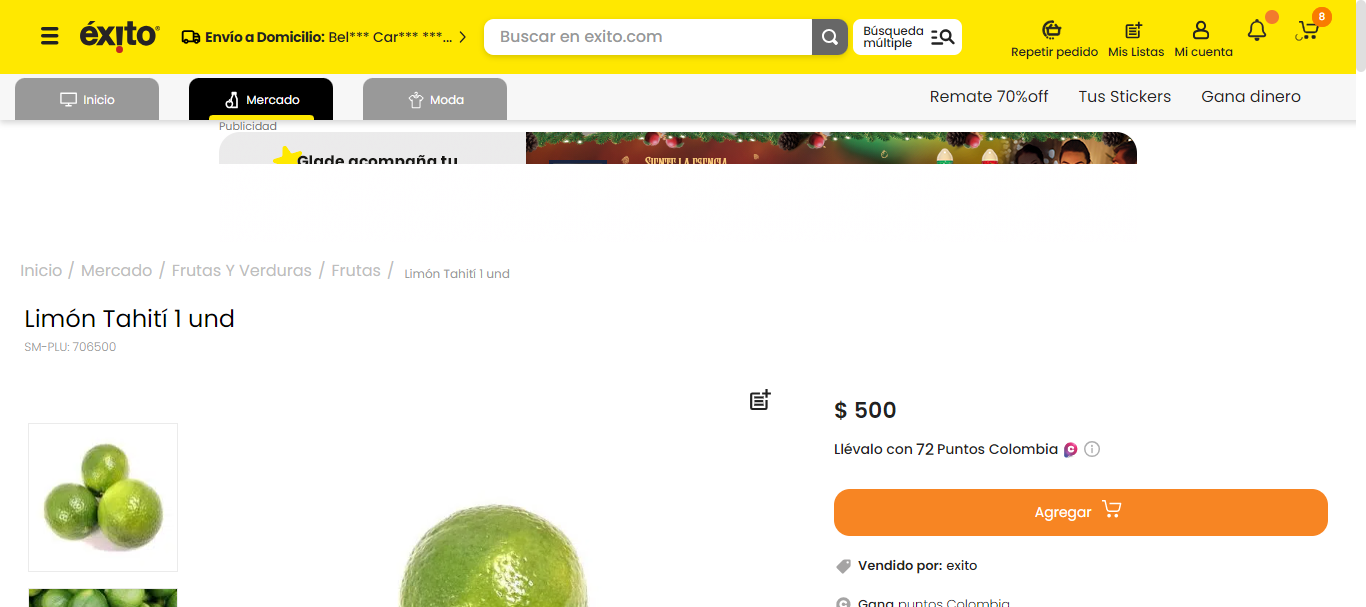 éxito
Envío a Domicilio: Bel*** Car*** ***...
Buscar en exito.com
Búsqueda
múltiple
Repetir pedido
Mis Listas
Mi cuenta
8
Inicio
Mercado
Moda
Remate 70%off
Tus Stickers
Gana dinero
Publicidad
Glade acompaña tu
SIENTE LA ESENCIA
Inicio / Mercado / Frutas Y Verduras / Frutas / Limón Tahití 1 und
Limón Tahití 1 und
SM-PLU: 706500
$ 500
Llévalo con 72 Puntos Colombia
Agregar
Vendido por: exito
Gana puntos Colombia